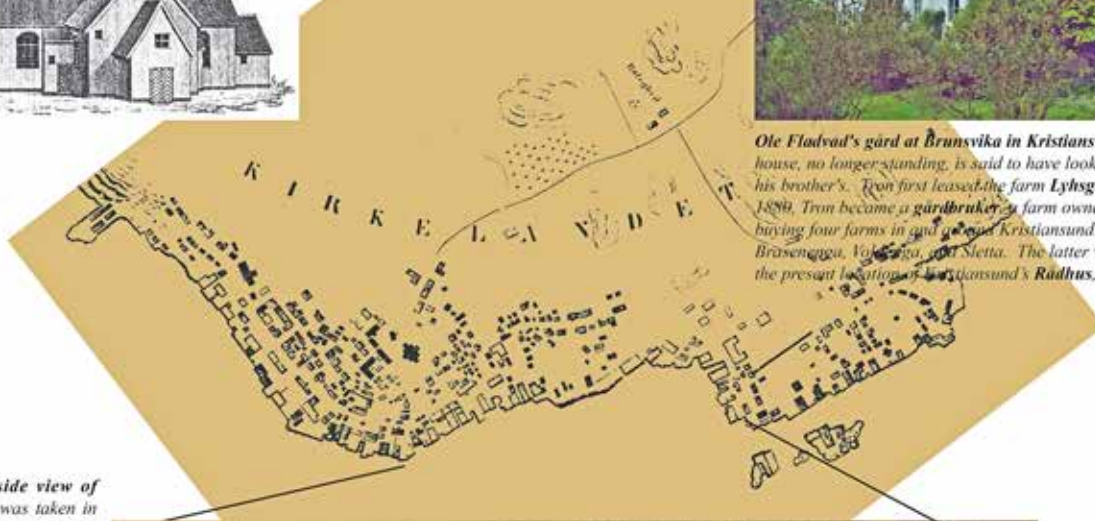 Ole Fladvad's gård at Brunsvika in Kristians
house, no longer standing, is said to have look
his brother's. Tron first leased the farm Lyhsg
1880, Tron became a gårdbruker, a farm owne
buying four farms in and around Kristiansund
and Sletta. The latter
the present location of Kristiansund's Rådhus,
KIRKELANDET
side view of
was taken in